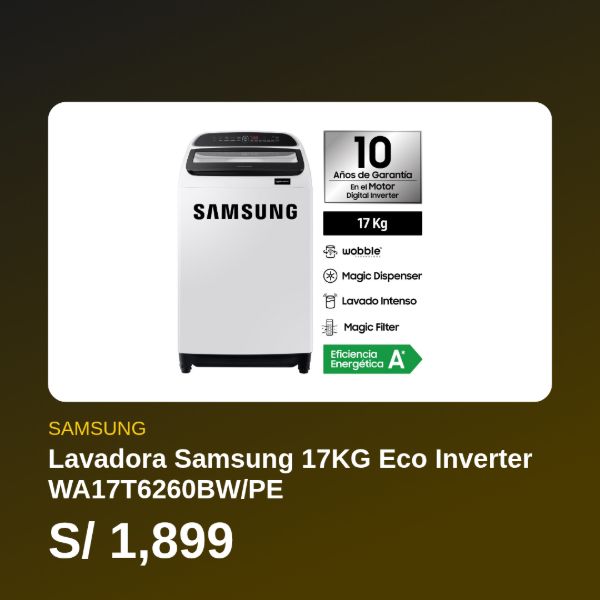 SAMSUNG
10
Años de Garantía
En el Motor
Digital Inverter
17 Kg
wobble
Magic Dispenser
Lavado Intenso
Magic Filter
Eficiencia
Energética A*
SAMSUNG
Lavadora Samsung 17KG Eco Inverter
WA17T6260BW/PE
S/ 1,899